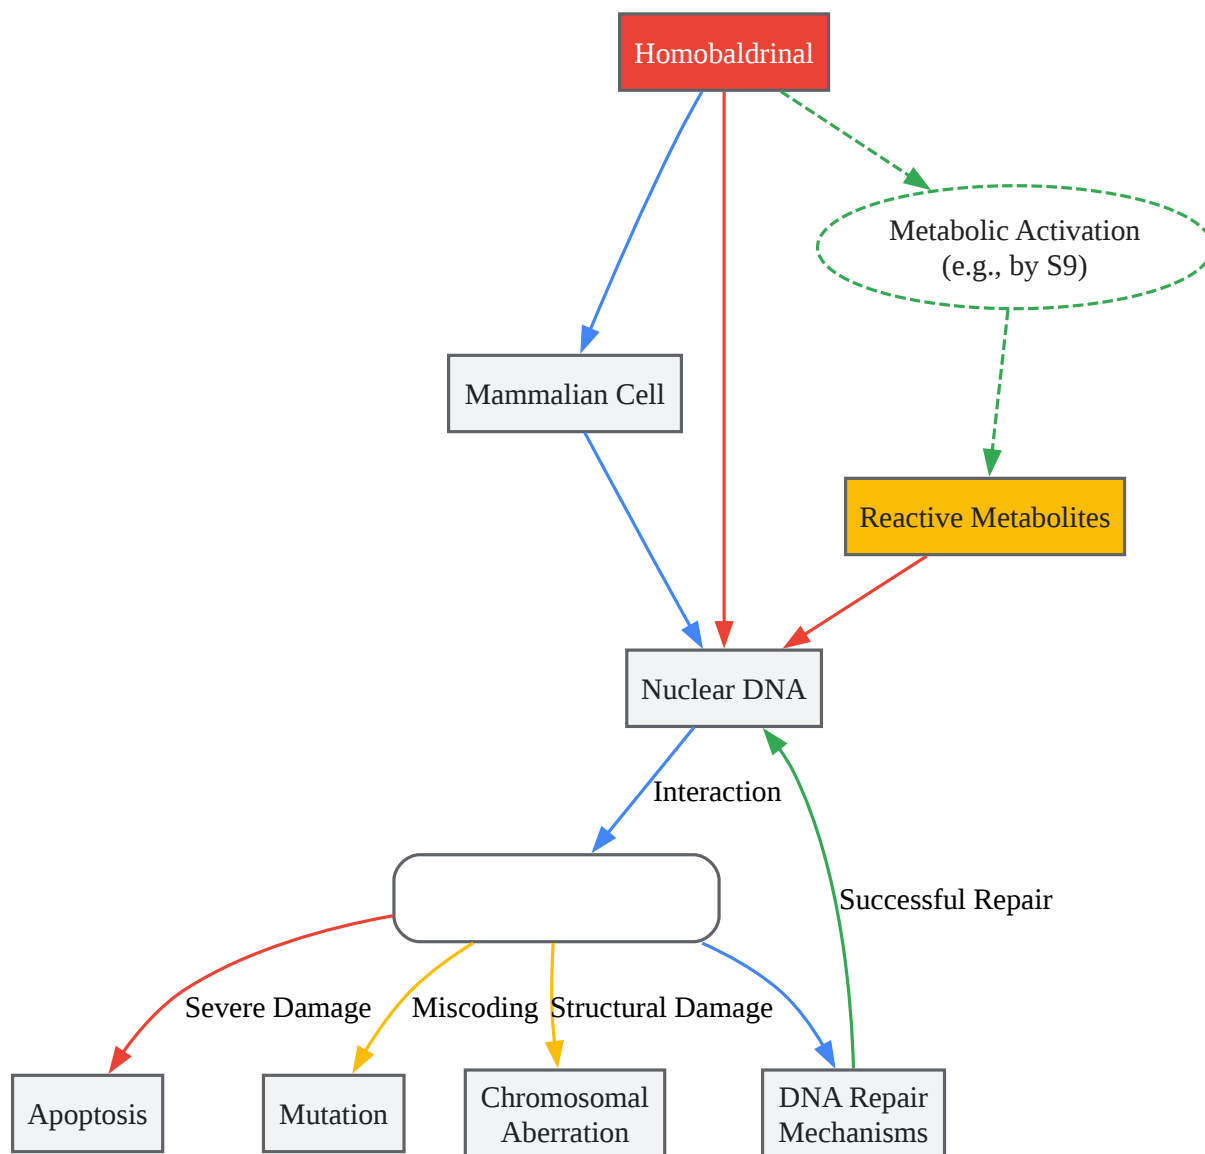 Homobaldrinal
Metabolic Activation
(e.g., by S9)
Mammalian Cell
Reactive Metabolites
Nuclear DNA
Interaction
Successful Repair
Severe Damage
Miscoding
Structural Damage
Apoptosis
Mutation
Chromosomal
Aberration
DNA Repair
Mechanisms